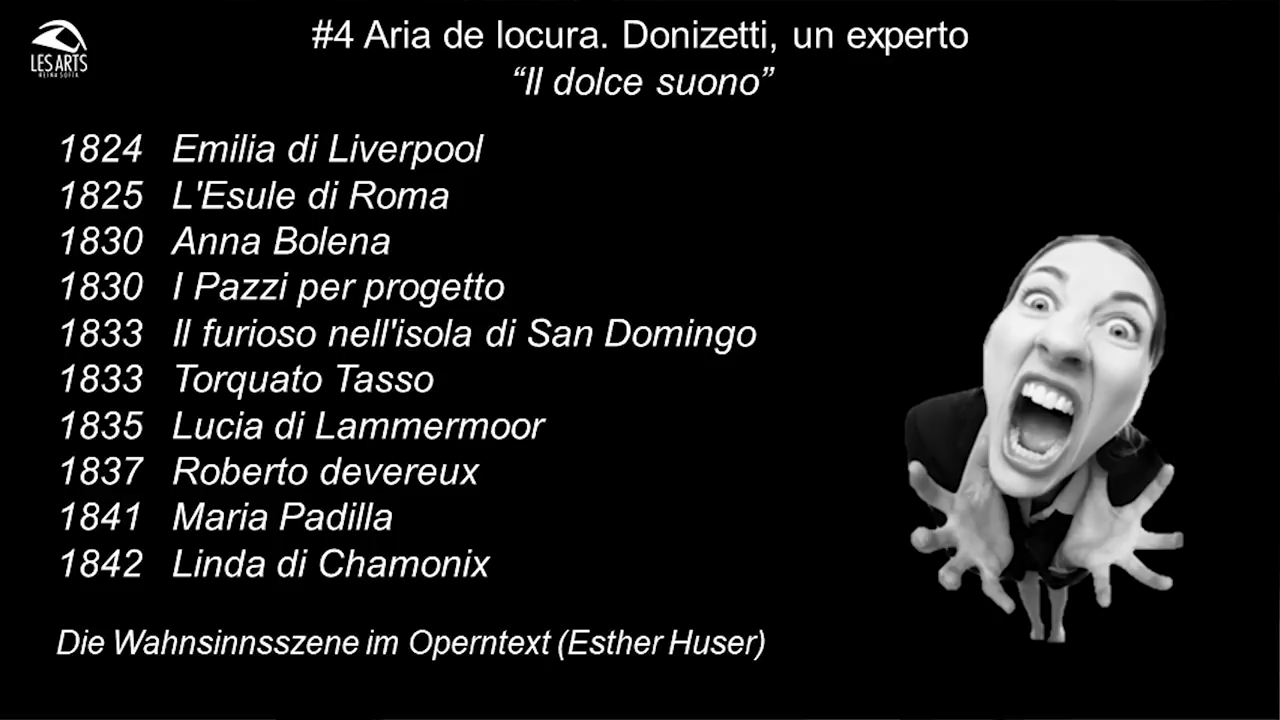 #4 Aria de locura. Donizetti, un experto
“Il dolce suono”
LES ARTS
REINA SOFÍA
1824 Emilia di Liverpool
1825 L'Esule di Roma
1830 Anna Bolena
1830 I Pazzi per progetto
1833 Il furioso nell'isola di San Domingo
1833 Torquato Tasso
1835 Lucia di Lammermoor
1837 Roberto devereux
1841 Maria Padilla
1842 Linda di Chamonix
Die Wahnsinnsszene im Operntext (Esther Huser)